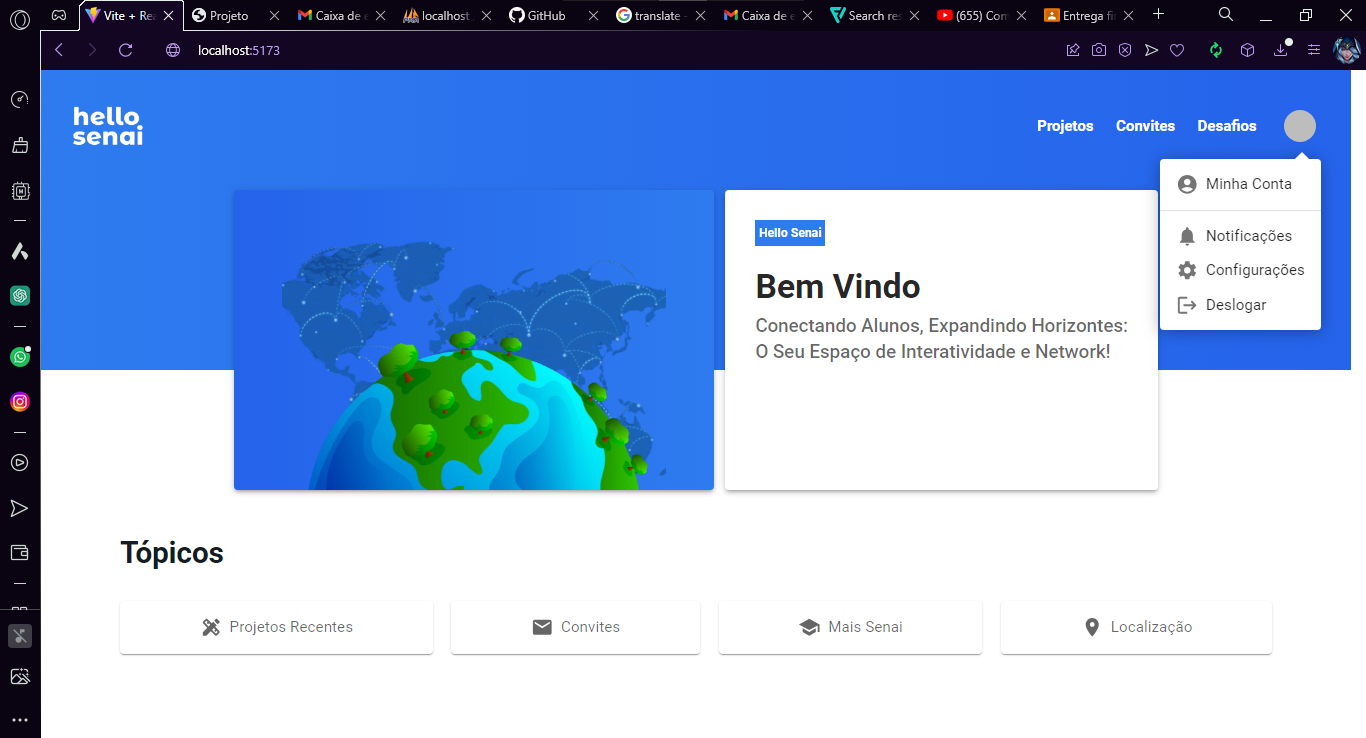 Vite + Rea
Projeto
Caixa de e
localhost
GitHub
translate -
Caixa de e
Search res
(655) Com
Entrega fi
localhost:5173
hello
senai
Projetos
Convites
Desafios
Minha Conta
Notificações
Configurações
Deslogar
Hello Senai
Bem Vindo
Conectando Alunos, Expandindo Horizontes:
O Seu Espaço de Interatividade e Network!
Tópicos
Projetos Recentes
Convites
Mais Senai
Localização